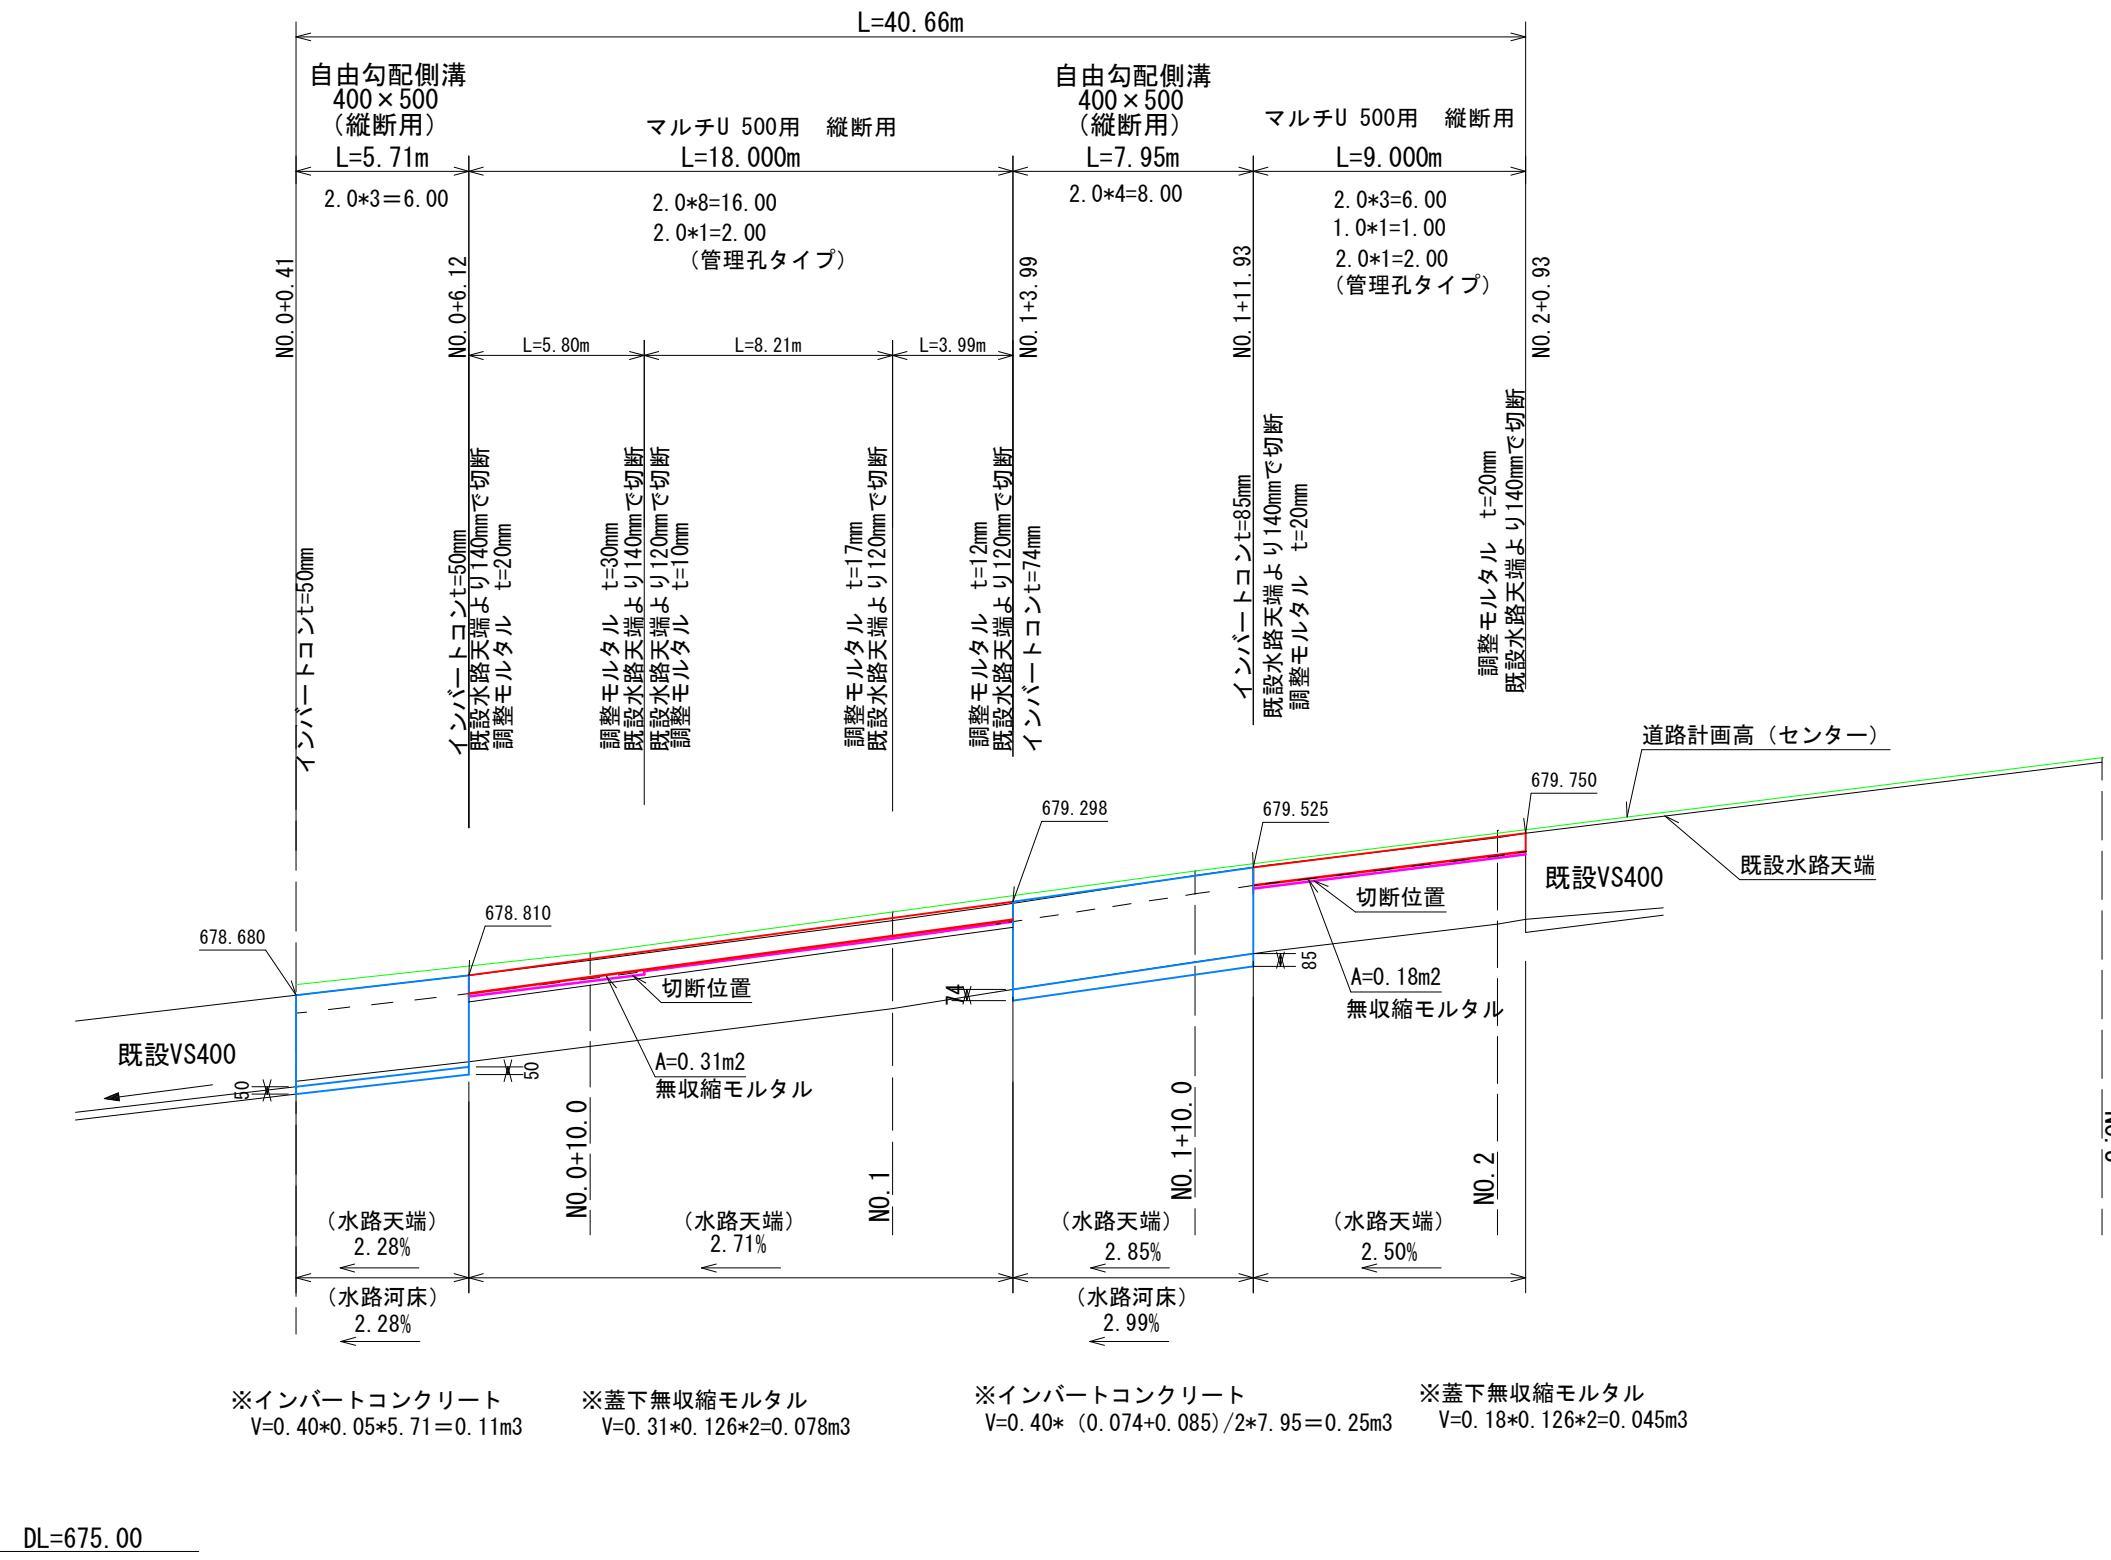 L=40.66m
自由勾配側溝
400×500
（縦断用）
L=5.71m
2.0*3＝6.00
マルチU 500用　縦断用
L=18.000m
2.0*8=16.00
2.0*1=2.00
（管理孔タイプ）
自由勾配側溝
400×500
（縦断用）
L=7.95m
2.0*4=8.00
マルチU 500用　縦断用
L=9.000m
2.0*3=6.00
1.0*1=1.00
2.0*1=2.00
（管理孔タイプ）
NO.0+0.41
NO.0+6.12
NO.1+3.99
NO.1+11.93
NO.2+0.93
L=5.80m
L=8.21m
L=3.99m
インバートコンt=50mm
インバートコンt=50mm
既設水路天端より140mmで切断
調整モルタル　t=20mm
調整モルタル　t=30mm
既設水路天端より140mmで切断
既設水路天端より120mmで切断
調整モルタル　t=10mm
調整モルタル　t=17mm
既設水路天端より120mmで切断
調整モルタル　t=12mm
既設水路天端より120mmで切断
インバートコンt=74mm
インバートコンt=85mm
既設水路天端より140mmで切断
調整モルタル　t=20mm
調整モルタル　t=20mm
既設水路天端より140mmで切断
道路計画高（センター）
679.750
679.298
679.525
既設水路天端
既設VS400
切断位置
678.810
678.680
切断位置
A=0.18m2
無収縮モルタル
85
74
既設VS400
A=0.31m2
無収縮モルタル
50
50
NO.0+10.0
NO.1
NO.1+10.0
NO.2
（水路天端）
2.28%
（水路天端）
2.71%
（水路天端）
2.85%
（水路天端）
2.50%
（水路河床）
2.28%
（水路河床）
2.99%
※インバートコンクリート
V=0.40*0.05*5.71＝0.11m3
※蓋下無収縮モルタル
V=0.31*0.126*2=0.078m3
※インバートコンクリート
V=0.40*（0.074+0.085)/2*7.95＝0.25m3
※蓋下無収縮モルタル
V=0.18*0.126*2=0.045m3
DL=675.00